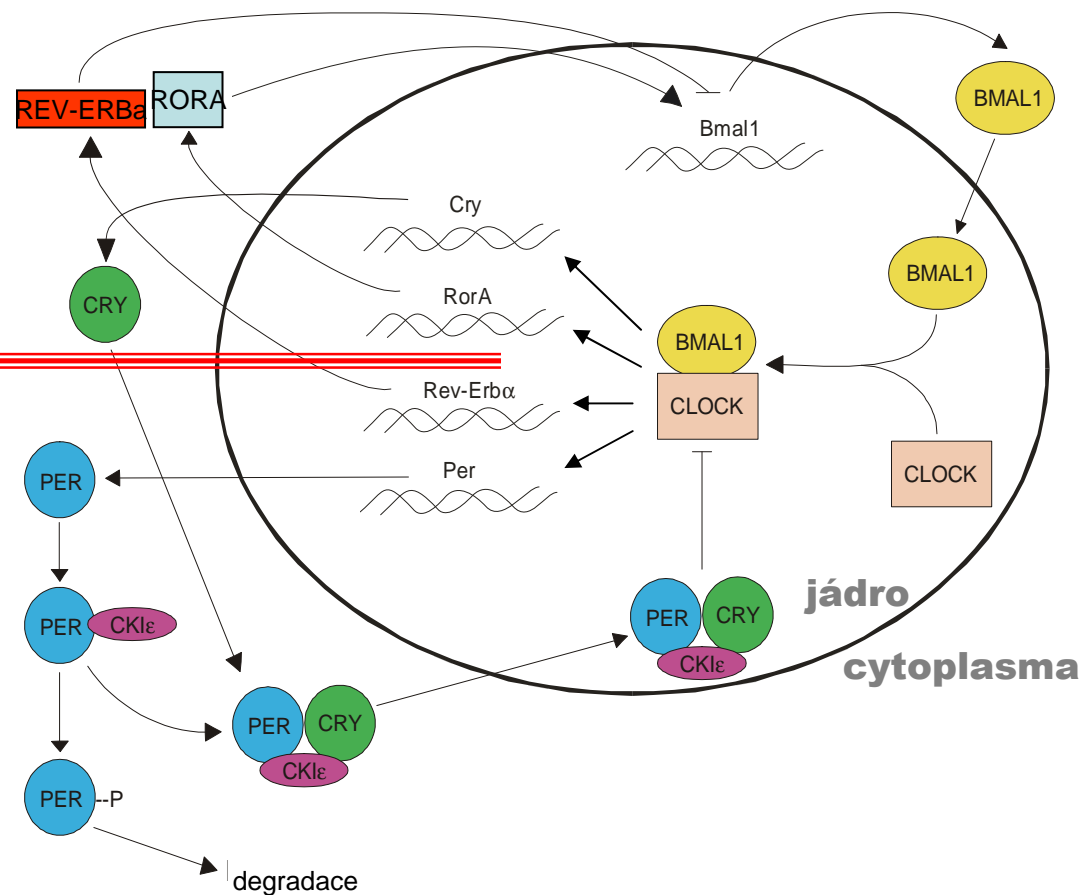 REV-ERBa
RORA
BMAL1
Bmal1
Cry
BMAL1
CRY
RorA
BMAL1
Rev-Erbα
CLOCK
Per
PER
CLOCK
PER
CKIε
PER
CRY
CKIε
jádro
cytoplasma
PER
CRY
CKIε
PER
--P
degradace